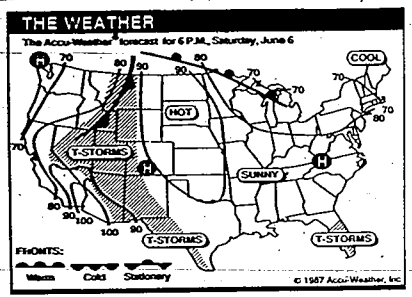 THE WEATHER
The Accu-Weather® forecast for 6 P.M., Saturday, June 6
H 70 80 90 80 90 70 COOL
70
70
HOT
80
T-STORMS
70
H
SUNNY
H
80
90
100
100
90
T-STORMS
T-STORMS
FRONTS:
Warm Cold Stationary
© 1987 Accu-Weather, Inc